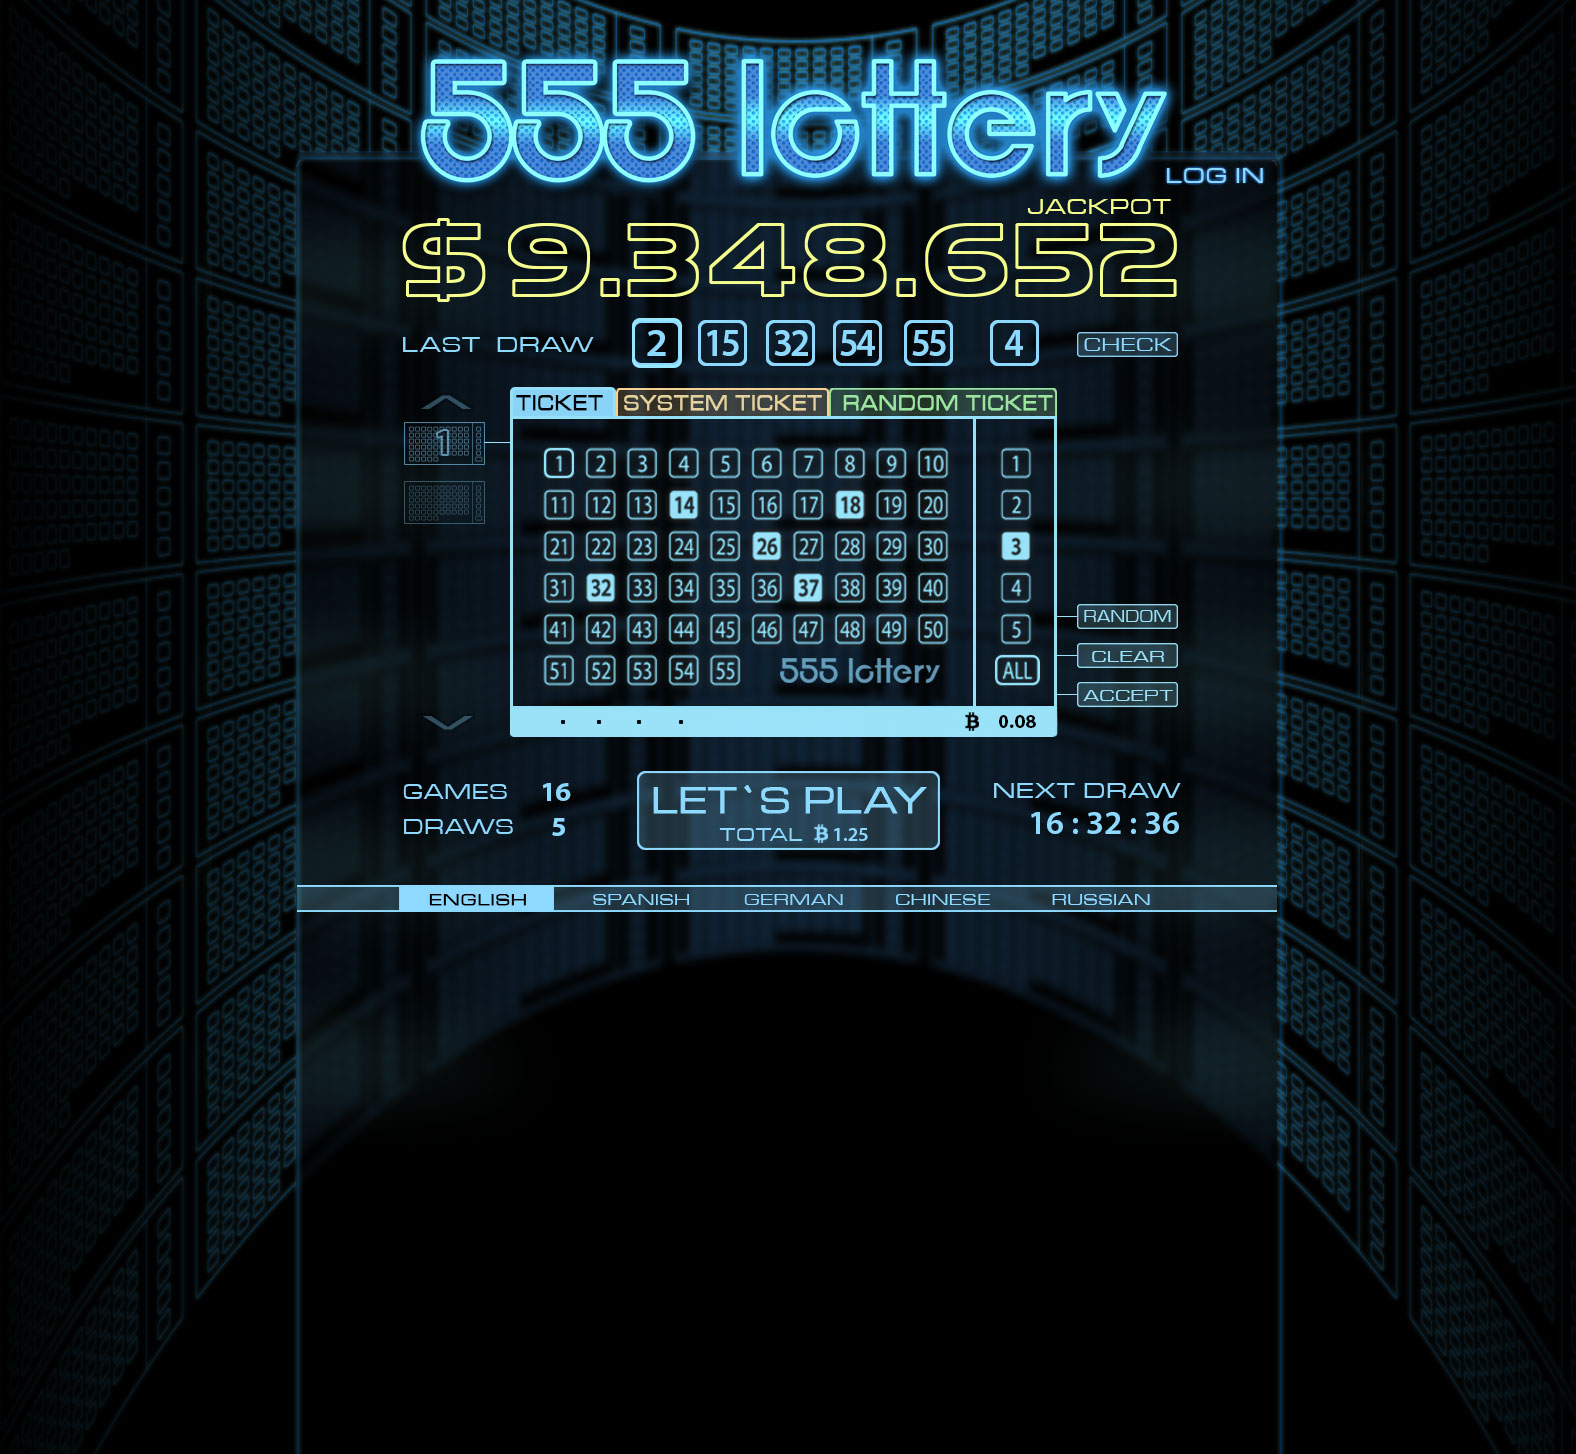 555 lottery
LOG IN
JACKPOT
$ 9.348.652
LAST DRAW 2 15 32 54 55 4 CHECK
TICKET SYSTEM TICKET RANDOM TICKET
1
1 2 3 4 5 6 7 8 9 10 1
11 12 13 14 15 16 17 18 19 20 2
21 22 23 24 25 26 27 28 29 30 3
31 32 33 34 35 36 37 38 39 40 4
RANDOM
41 42 43 44 45 46 47 48 49 50 5
CLEAR
51 52 53 54 55 555 lottery ALL
ACCEPT
. . . . ₿ 0.08
GAMES 16
DRAWS 5
LET`S PLAY
TOTAL ₿ 1.25
NEXT DRAW
16 : 32 : 36
ENGLISH SPANISH GERMAN CHINESE RUSSIAN